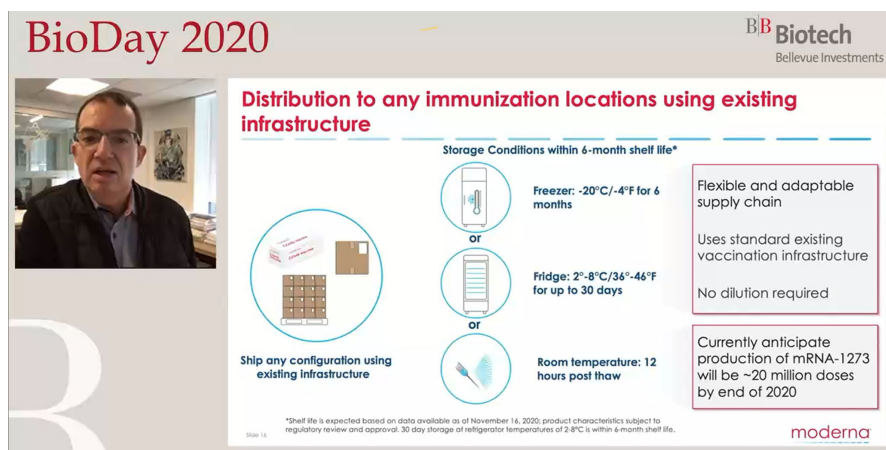 BioDay 2020
B|B Biotech
Bellevue Investments
Distribution to any immunization locations using existing
infrastructure
Storage Conditions within 6-month shelf life*
Freezer: -20°C/-4°F for 6
months
or
Fridge: 2°-8°C/36°-46°F
for up to 30 days
or
Room temperature: 12
hours post thaw
Ship any configuration using
existing infrastructure
Flexible and adaptable
supply chain
Uses standard existing
vaccination infrastructure
No dilution required
Currently anticipate
production of mRNA-1273
will be ~20 million doses
by end of 2020
*Shelf life is expected based on data available as of November 16, 2020; product characteristics subject to
regulatory review and approval. 30 day storage at refrigerator temperatures of 2-8°C is within 6-month shelf life.
Slide 16
moderna